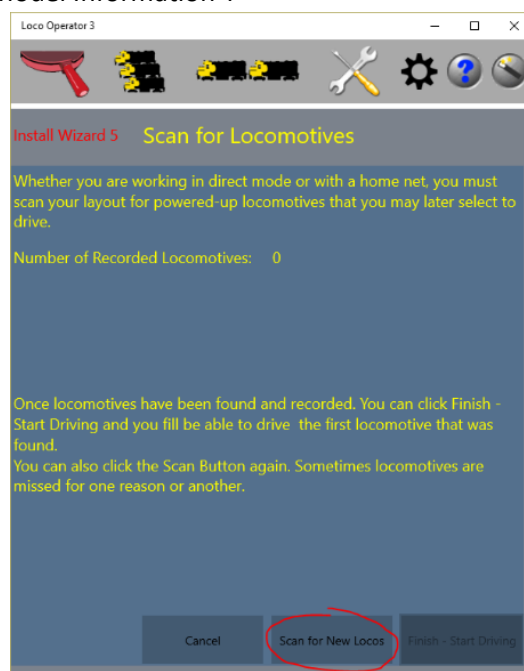 Loco Operator 3
Install Wizard 5 Scan for Locomotives
Whether you are working in direct mode or with a home net, you must
scan your layout for powered-up locomotives that you may later select to
drive.
Number of Recorded Locomotives: 0
Once locomotives have been found and recorded. You can click Finish -
Start Driving and you fill be able to drive the first locomotive that was
found.
You can also click the Scan Button again. Sometimes locomotives are
missed for one reason or another.
Cancel Scan for New Locos Finish - Start Driving